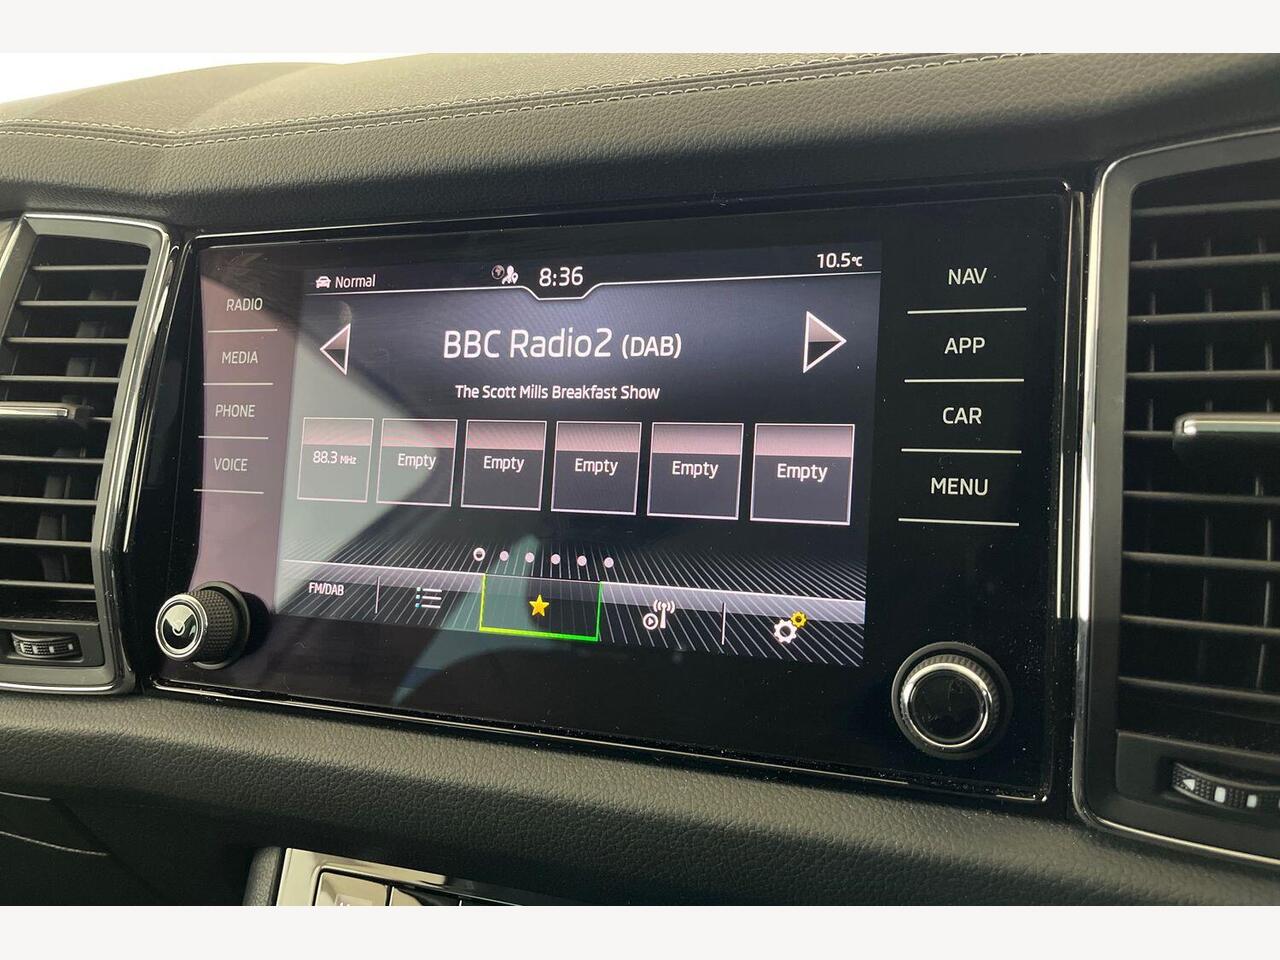 Normal
8:36
10.5°C
RADIO
MEDIA
PHONE
VOICE
BBC Radio2 (DAB)
The Scott Mills Breakfast Show
88.3 MHz
Empty
Empty
Empty
Empty
Empty
FM/DAB
NAV
APP
CAR
MENU